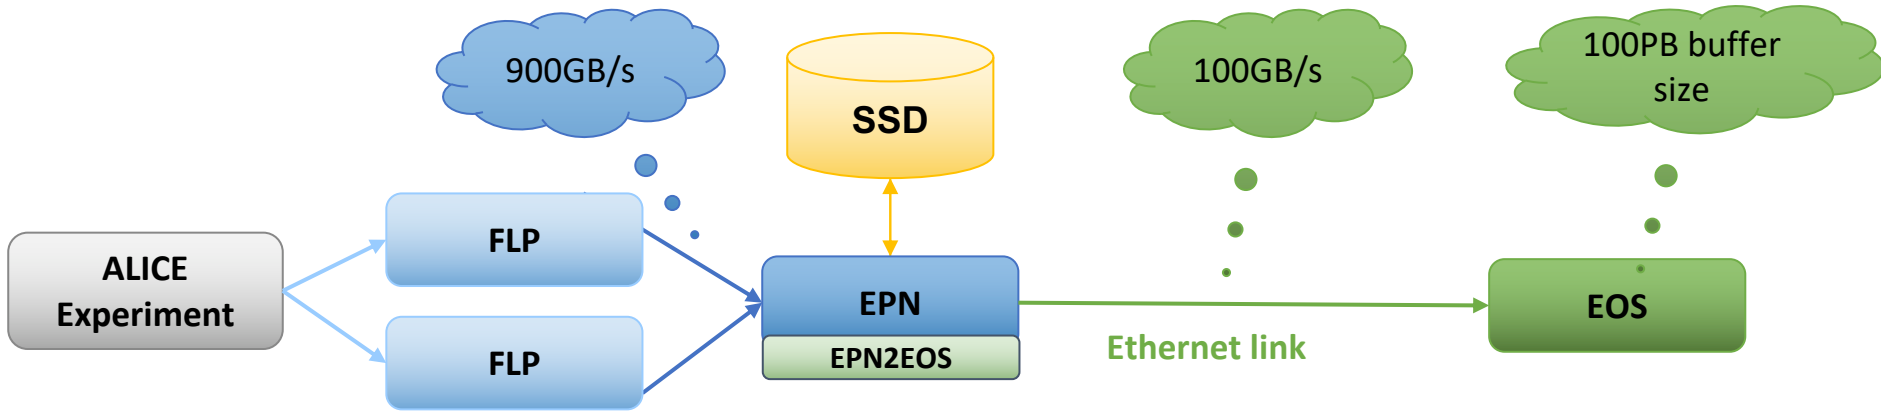 900GB/s
SSD
100GB/s
100PB buffer
size
ALICE
Experiment
FLP
FLP
EPN
EPN2EOS
Ethernet link
EOS